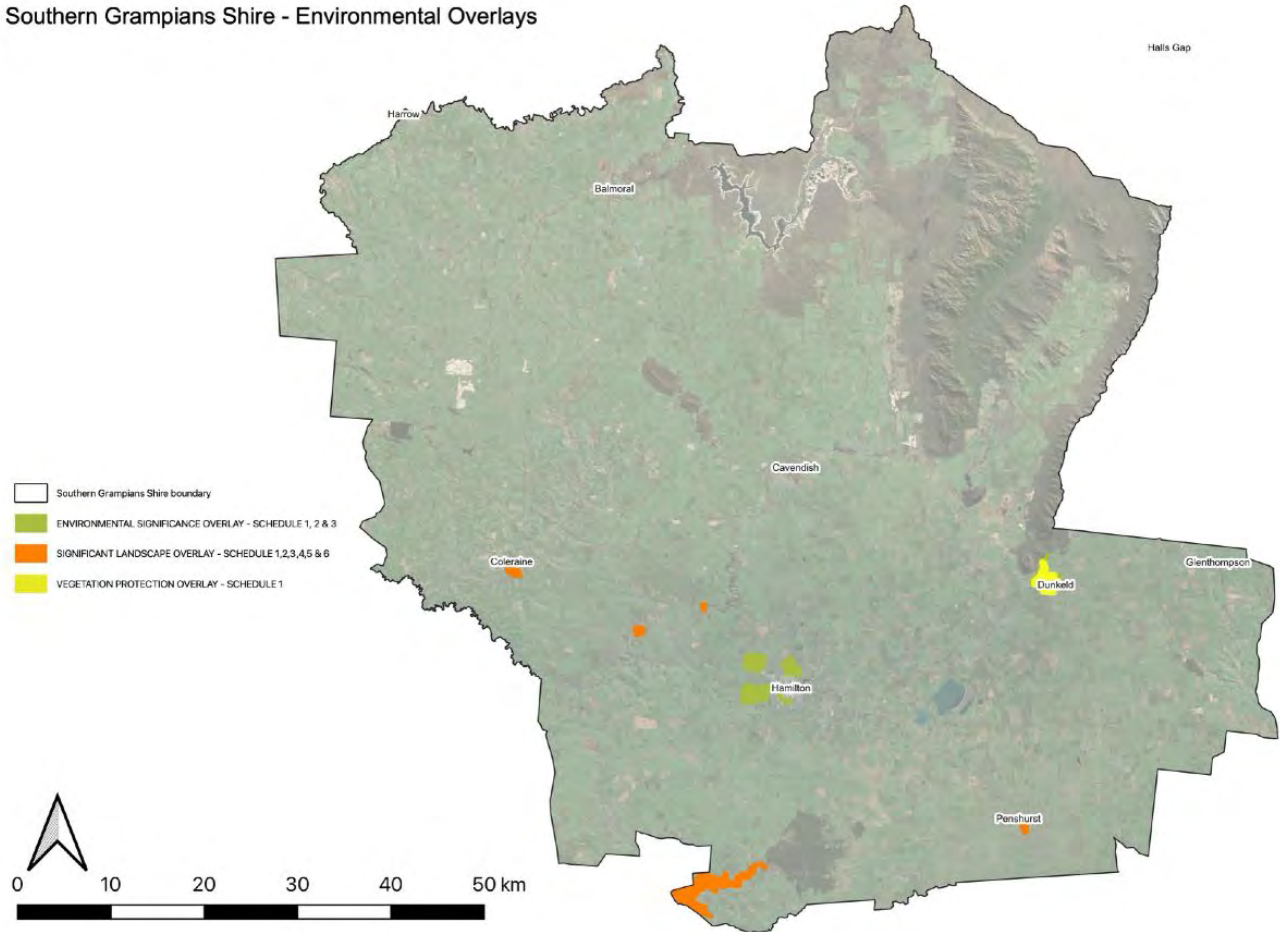 Southern Grampians Shire - Environmental Overlays
Halls Gap
Harrow
Balmoral
Cavendish
Southern Grampians Shire boundary
ENVIRONMENTAL SIGNIFICANCE OVERLAY - SCHEDULE 1, 2 & 3
SIGNIFICANT LANDSCAPE OVERLAY - SCHEDULE 1,2,3,4,5 & 6
VEGETATION PROTECTION OVERLAY - SCHEDULE 1
Coleraine
Glenthompson
Dunkeld
Hamilton
Penshurst
0 10 20 30 40 50 km